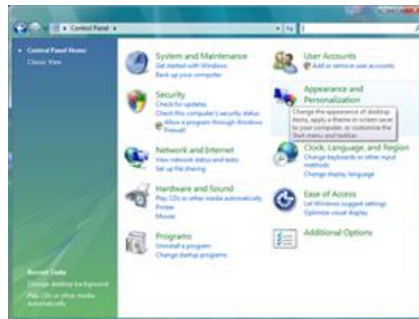 Control Panel
Control Panel Home
Classic View
System and Maintenance
Get started with Windows
Back up your computer
Security
Check for updates
Check this computer's security status
Allow a program through Windows
Firewall
Network and Internet
View network status and tasks
Set up file sharing
Hardware and Sound
Play CDs or other media automatically
Printer
Mouse
Programs
Uninstall a program
Change startup programs
User Accounts
Add or remove user accounts
Appearance and
Personalization
Change the appearance of desktop
items, apply a theme or screen saver
to your computer, or customize the
Start menu and taskbar.
Clock, Language, and Region
Change keyboards or other input
methods
Change display language
Ease of Access
Let Windows suggest settings
Optimize visual display
Additional Options
Recent Tasks
Change desktop background
Play CDs or other media
automatically